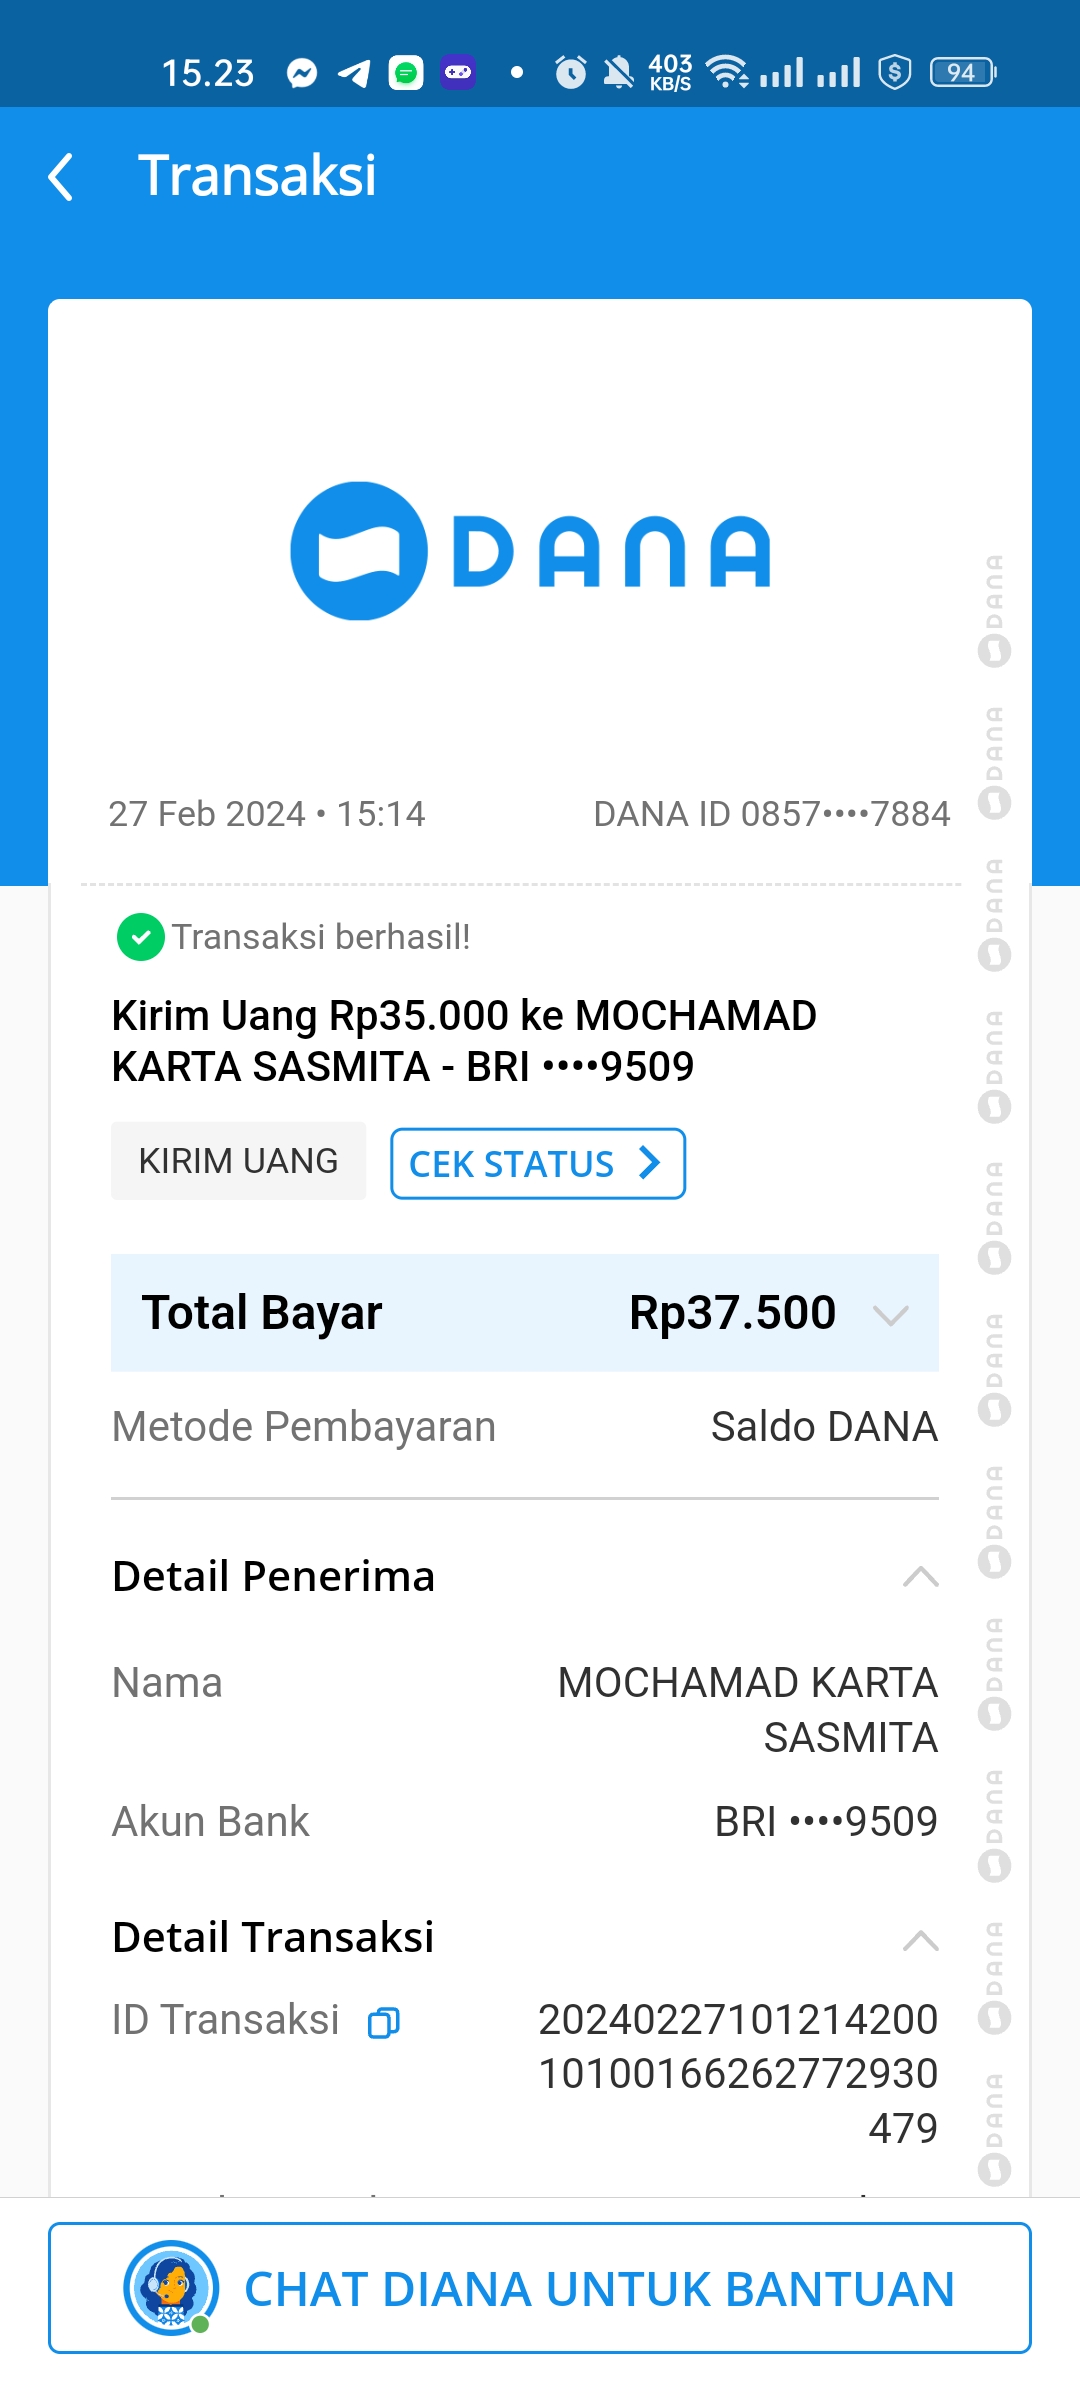 15.23
403
KB/S
94
Transaksi
DANA
27 Feb 2024 • 15:14
DANA ID 0857••••7884
Transaksi berhasil!
Kirim Uang Rp35.000 ke MOCHAMAD
KARTA SASMITA - BRI ••••9509
KIRIM UANG
CEK STATUS
Total Bayar Rp37.500
Metode Pembayaran Saldo DANA
Detail Penerima
Nama MOCHAMAD KARTA
SASMITA
Akun Bank BRI ••••9509
Detail Transaksi
ID Transaksi 20240227101214200
10100166262772930
479
CHAT DIANA UNTUK BANTUAN
DANA
DANA
DANA
DANA
DANA
DANA
DANA
DANA
DANA
DANA
DANA